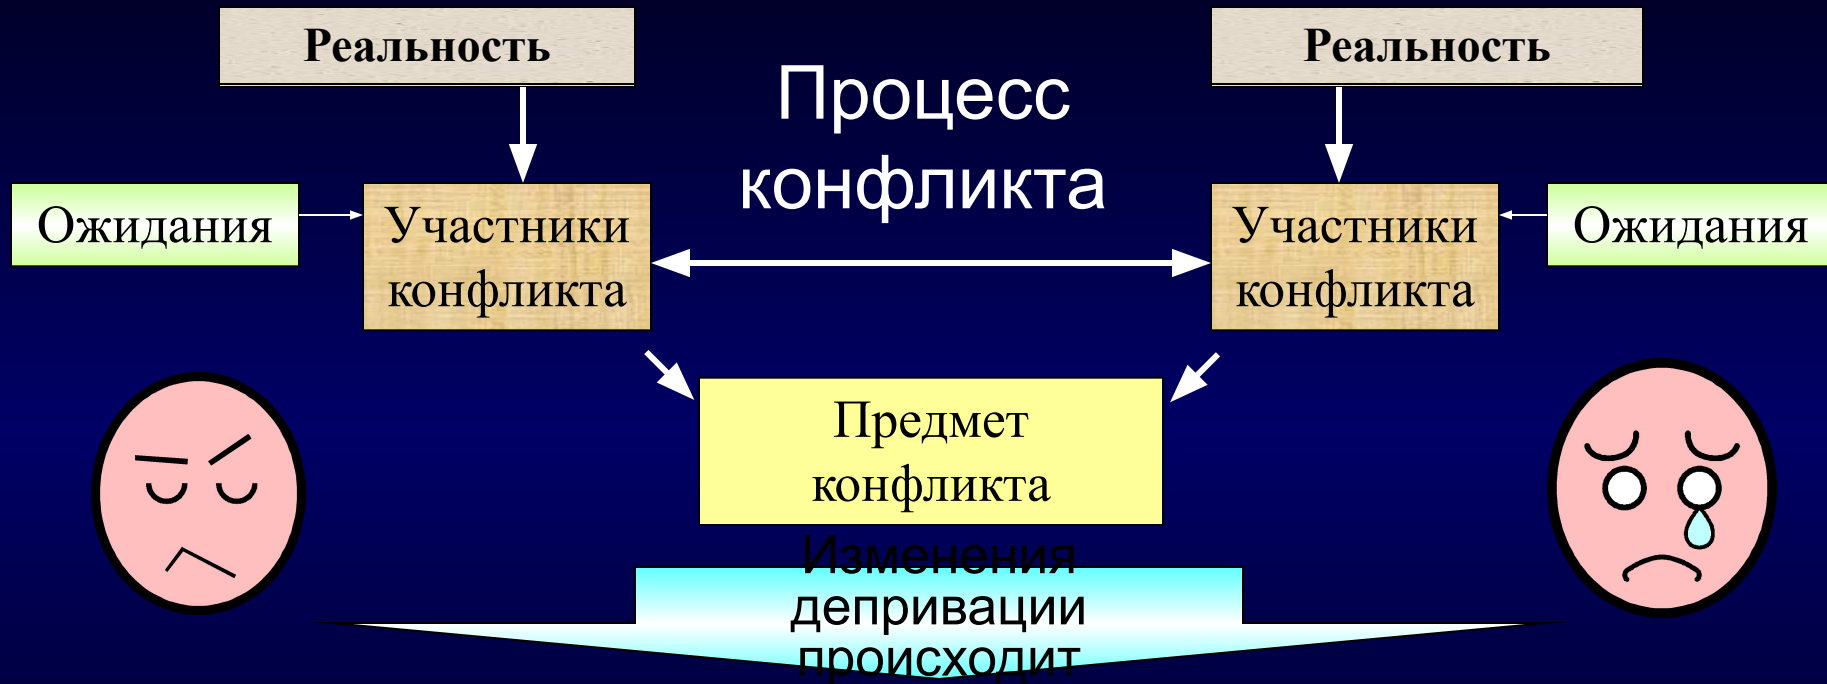 Реальность
Реальность
Процесс
конфликта
Ожидания
Участники
конфликта
Участники
конфликта
Ожидания
Предмет
конфликта
Изменения
депривации
происходит